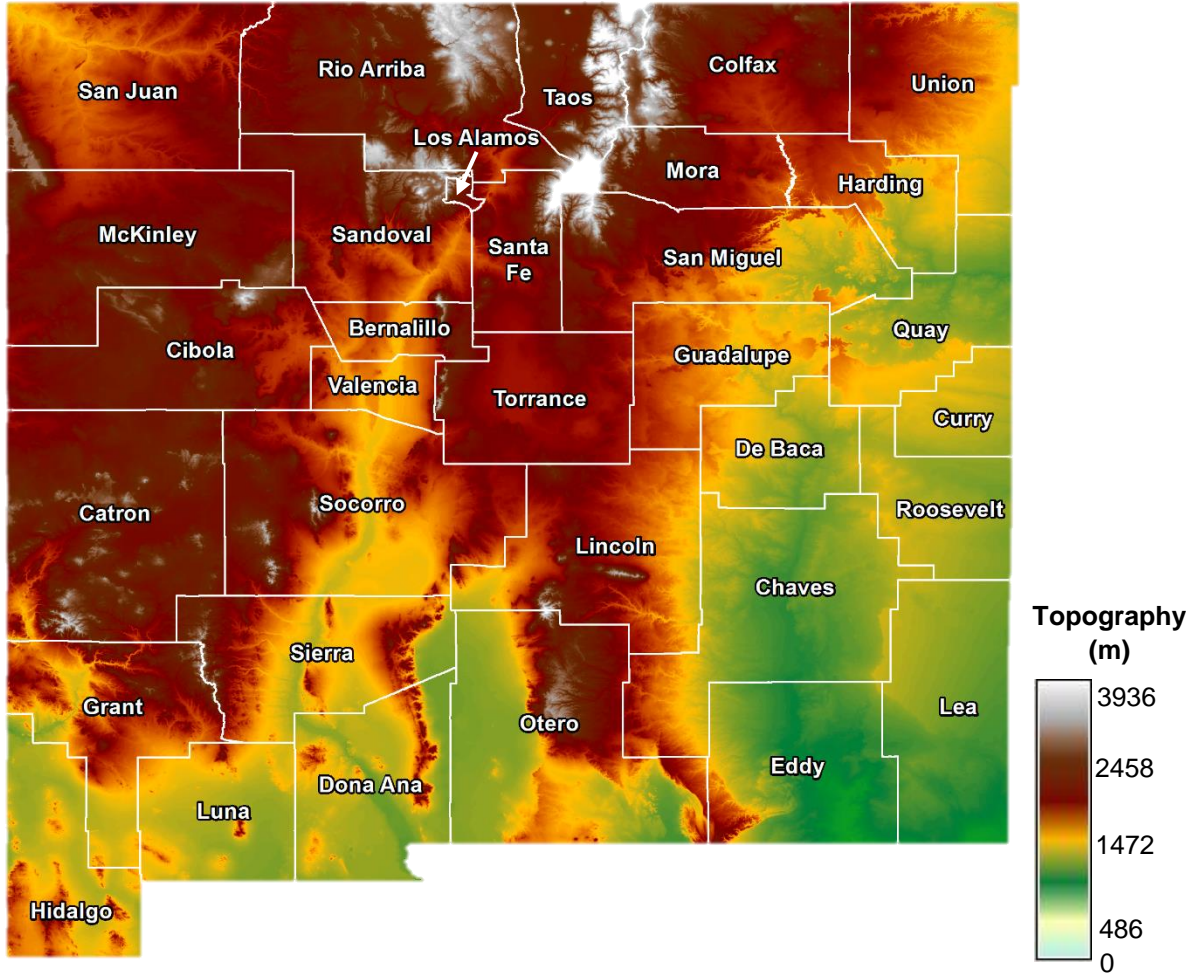 San Juan
Rio Arriba
Taos
Colfax
Union
Los Alamos
Mora
Harding
McKinley
Sandoval
Santa
Fe
San Miguel
Bernalillo
Quay
Cibola
Guadalupe
Valencia
Torrance
Curry
De Baca
Catron
Socorro
Roosevelt
Lincoln
Chaves
Sierra
Grant
Otero
Lea
Eddy
Dona Ana
Luna
Hidalgo
Topography
(m)
3936
2458
1472
486
0